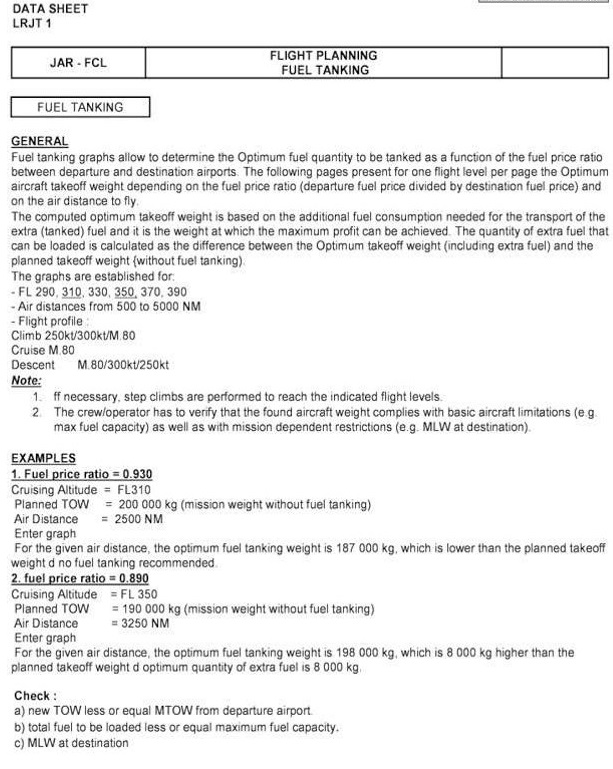 DATA SHEET
LRJT 1
JAR - FCL
FLIGHT PLANNING
FUEL TANKING
FUEL TANKING
GENERAL
Fuel tanking graphs allow to determine the Optimum fuel quantity to be tanked as a function of the fuel price ratio
between departure and destination airports. The following pages present for one flight level per page the Optimum
aircraft takeoff weight depending on the fuel price ratio (departure fuel price divided by destination fuel price) and
on the air distance to fly.
The computed optimum takeoff weight is based on the additional fuel consumption needed for the transport of the
extra (tanked) fuel and it is the weight at which the maximum profit can be achieved. The quantity of extra fuel that
can be loaded is calculated as the difference between the Optimum takeoff weight (including extra fuel) and the
planned takeoff weight (without fuel tanking).
The graphs are established for:
- FL 290, 310, 330, 350, 370, 390
- Air distances from 500 to 5000 NM
- Flight profile :
Climb 250kt/300kt/M.80
Cruise M.80
Descent M.80/300kt/250kt
Note:
1. ff necessary, step climbs are performed to reach the indicated flight levels.
2. The crew/operator has to verify that the found aircraft weight complies with basic aircraft limitations (e.g.
max fuel capacity) as well as with mission dependent restrictions (e.g. MLW at destination).
EXAMPLES
1. Fuel price ratio = 0.930
Cruising Altitude = FL310
Planned TOW = 200 000 kg (mission weight without fuel tanking)
Air Distance = 2500 NM
Enter graph
For the given air distance, the optimum fuel tanking weight is 187 000 kg, which is lower than the planned takeoff
weight d no fuel tanking recommended.
2. fuel price ratio = 0.890
Cruising Altitude = FL 350
Planned TOW = 190 000 kg (mission weight without fuel tanking)
Air Distance = 3250 NM
Enter graph
For the given air distance, the optimum fuel tanking weight is 198 000 kg, which is 8 000 kg higher than the
planned takeoff weight d optimum quantity of extra fuel is 8 000 kg.
Check :
a) new TOW less or equal MTOW from departure airport.
b) total fuel to be loaded less or equal maximum fuel capacity.
c) MLW at destination